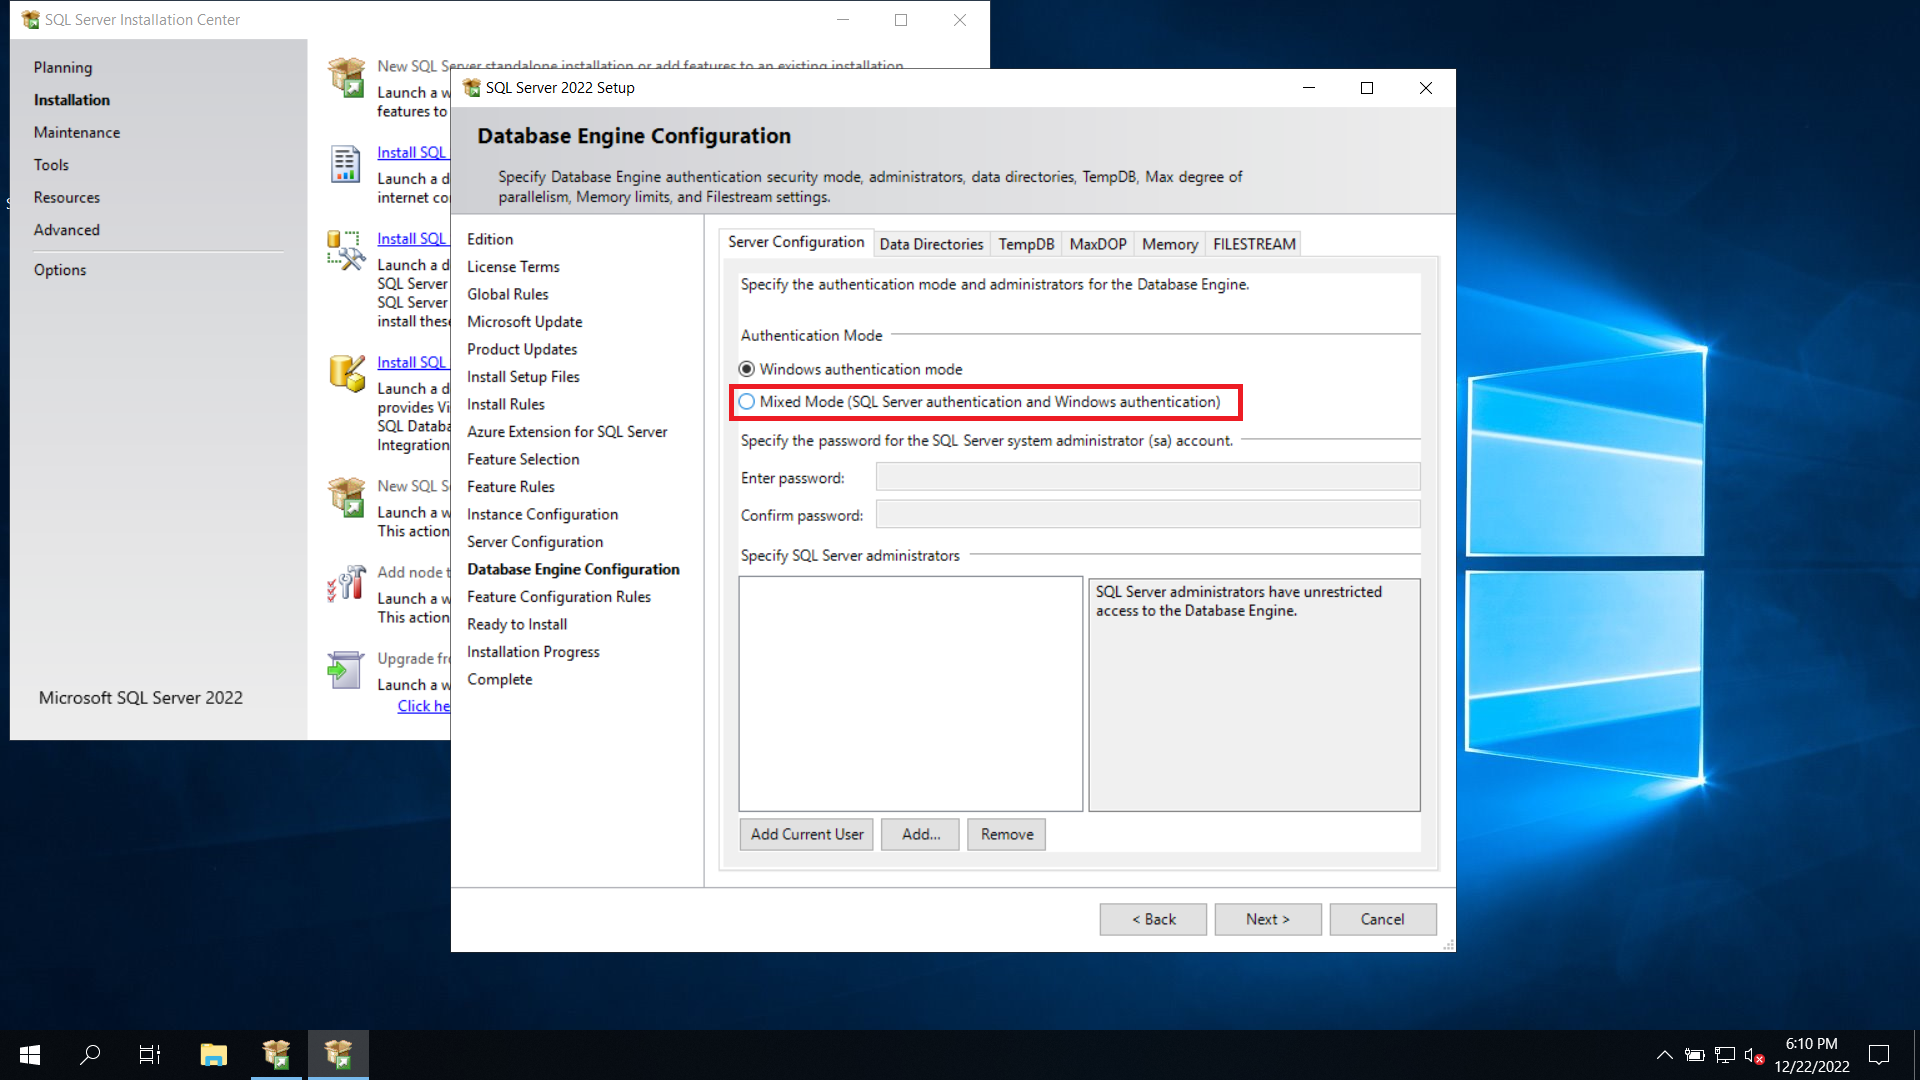 SQL Server Installation Center
Planning
Installation
Maintenance
Tools
Resources
Advanced
Options
Microsoft SQL Server 2022
New SQL Server standalone installation or add features to an existing installation
Launch a w
features to
Install SQL
Launch a d
internet co
Install SQL
Launch a d
SQL Server
SQL Server
install these
Install SQL
Launch a d
provides Vi
SQL Databa
Integration
New SQL S
Launch a w
This action
Add node t
Launch a w
This action
Upgrade fr
Launch a w
Click he
SQL Server 2022 Setup
Database Engine Configuration
Specify Database Engine authentication security mode, administrators, data directories, TempDB, Max degree of
parallelism, Memory limits, and Filestream settings.
Edition
License Terms
Global Rules
Microsoft Update
Product Updates
Install Setup Files
Install Rules
Azure Extension for SQL Server
Feature Selection
Feature Rules
Instance Configuration
Server Configuration
Database Engine Configuration
Feature Configuration Rules
Ready to Install
Installation Progress
Complete
Server Configuration Data Directories TempDB MaxDOP Memory FILESTREAM
Specify the authentication mode and administrators for the Database Engine.
Authentication Mode
Windows authentication mode
Mixed Mode (SQL Server authentication and Windows authentication)
Specify the password for the SQL Server system administrator (sa) account.
Enter password:
Confirm password:
Specify SQL Server administrators
SQL Server administrators have unrestricted
access to the Database Engine.
Add Current User Add... Remove
< Back Next > Cancel
6:10 PM
12/22/2022